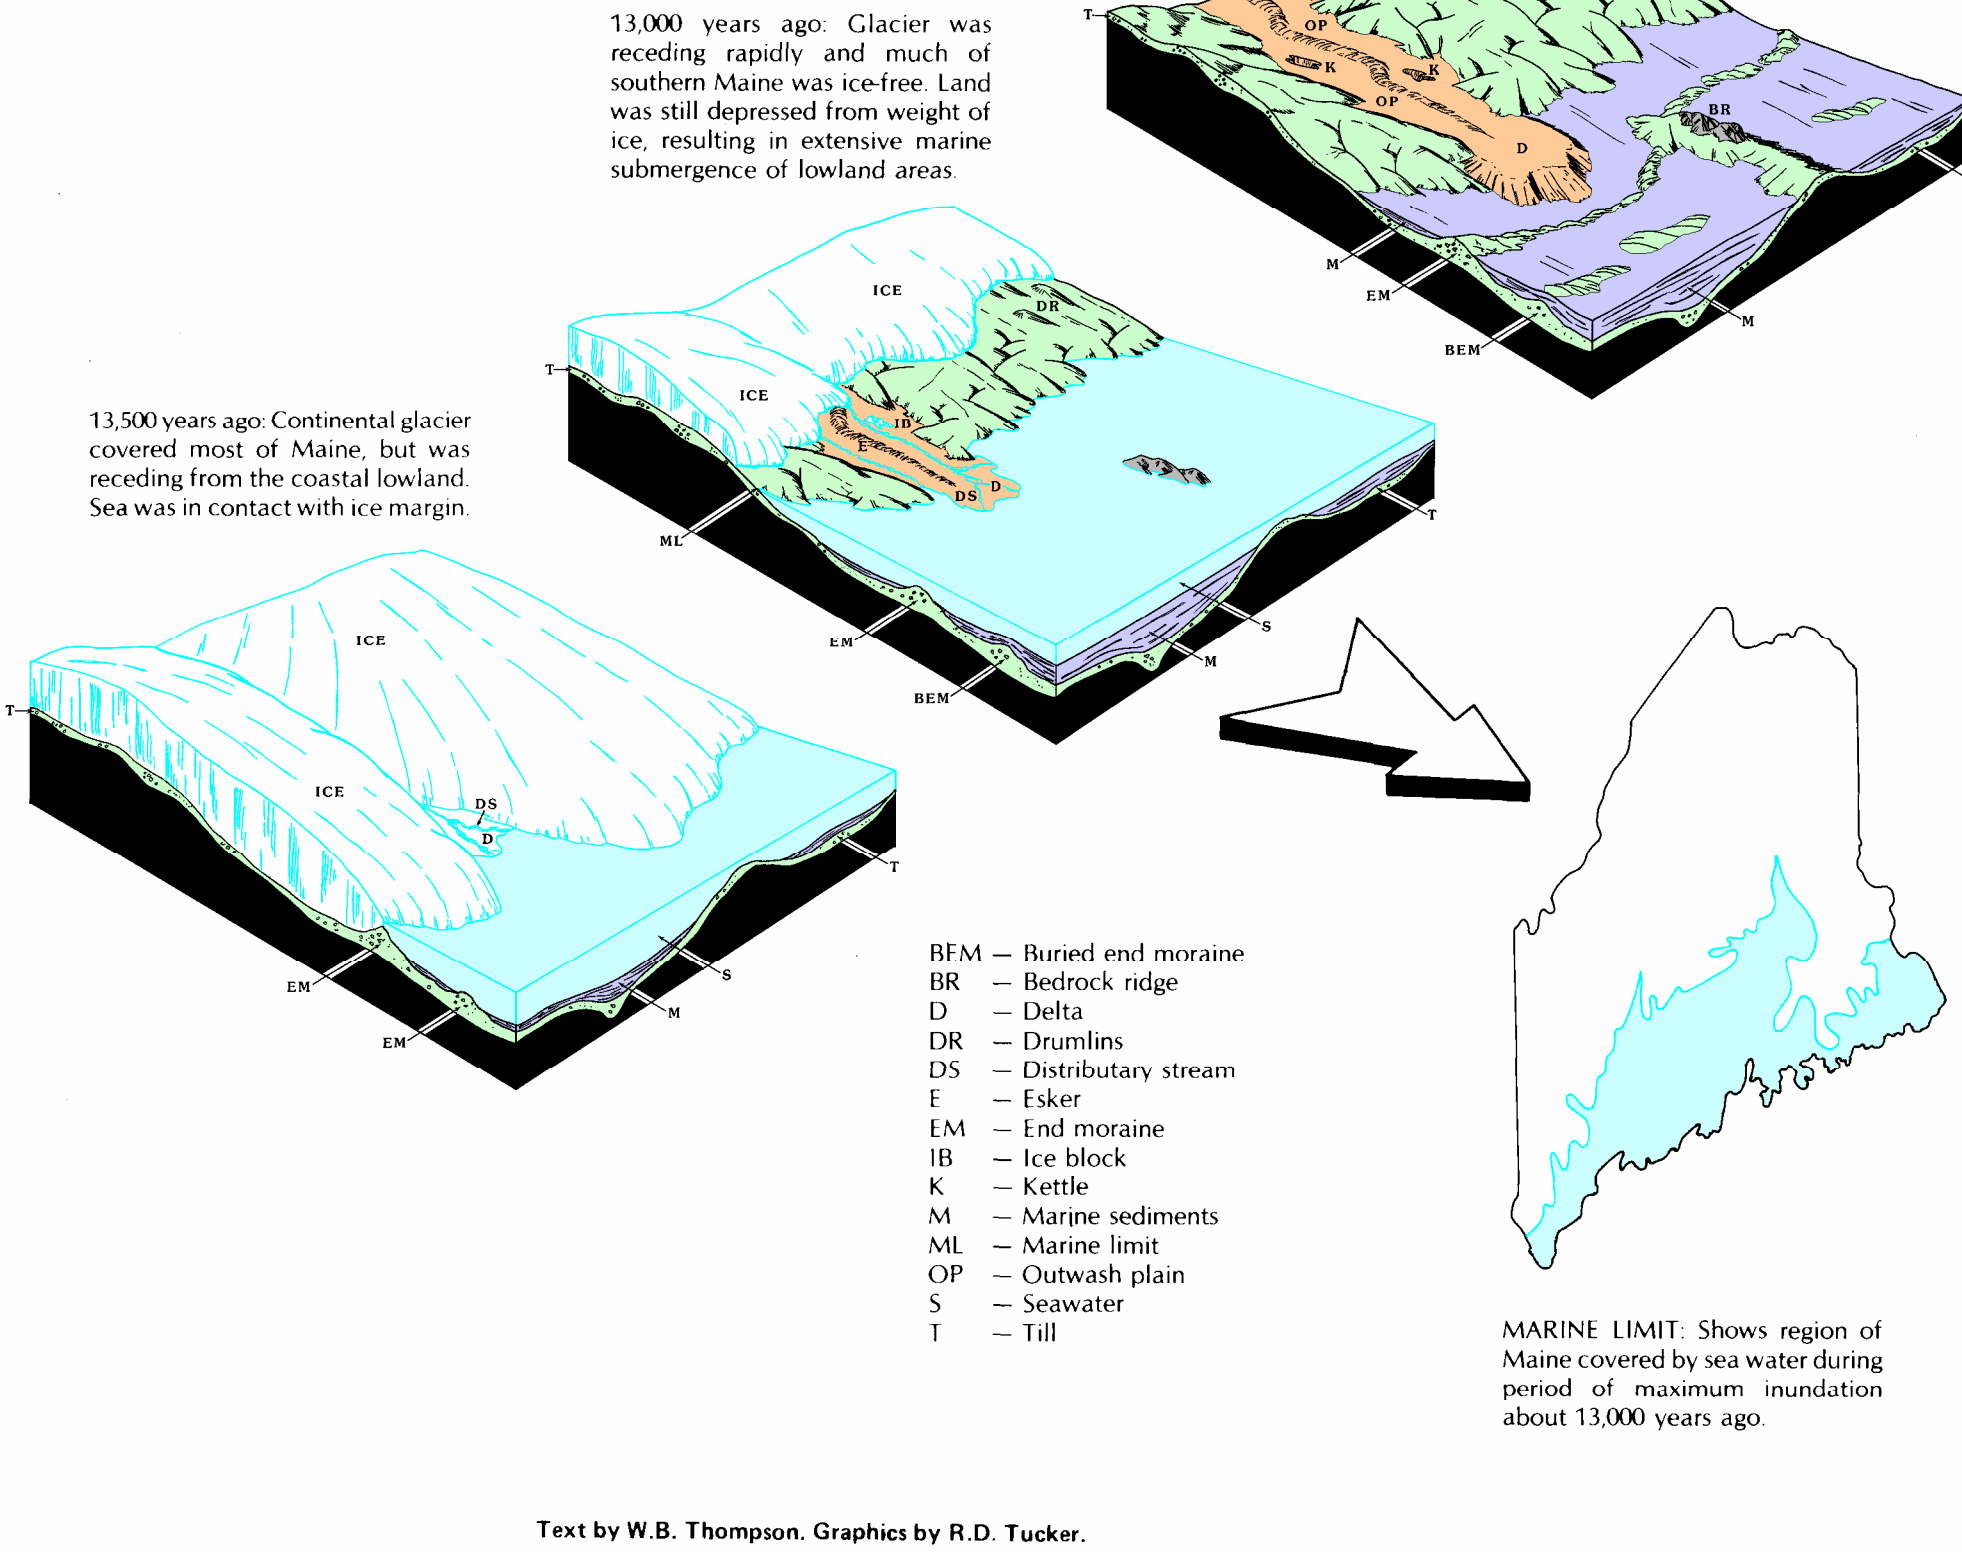 13,000 years ago: Glacier was
receding rapidly and much of
southern Maine was ice-free. Land
was still depressed from weight of
ice, resulting in extensive marine
submergence of lowland areas.
T
OP
K
K
OP
BR
D
M
EM
BEM
M
ICE
DR
ICE
T
IB
E
DS
D
ML
T
EM
S
M
BEM
13,500 years ago: Continental glacier
covered most of Maine, but was
receding from the coastal lowland.
Sea was in contact with ice margin.
ICE
T
ICE
DS
D
T
EM
S
M
EM
BEM — Buried end moraine
BR — Bedrock ridge
D — Delta
DR — Drumlins
DS — Distributary stream
E — Esker
EM — End moraine
IB — Ice block
K — Kettle
M — Marine sediments
ML — Marine limit
OP — Outwash plain
S — Seawater
T — Till
MARINE LIMIT: Shows region of
Maine covered by sea water during
period of maximum inundation
about 13,000 years ago.
Text by W.B. Thompson. Graphics by R.D. Tucker.